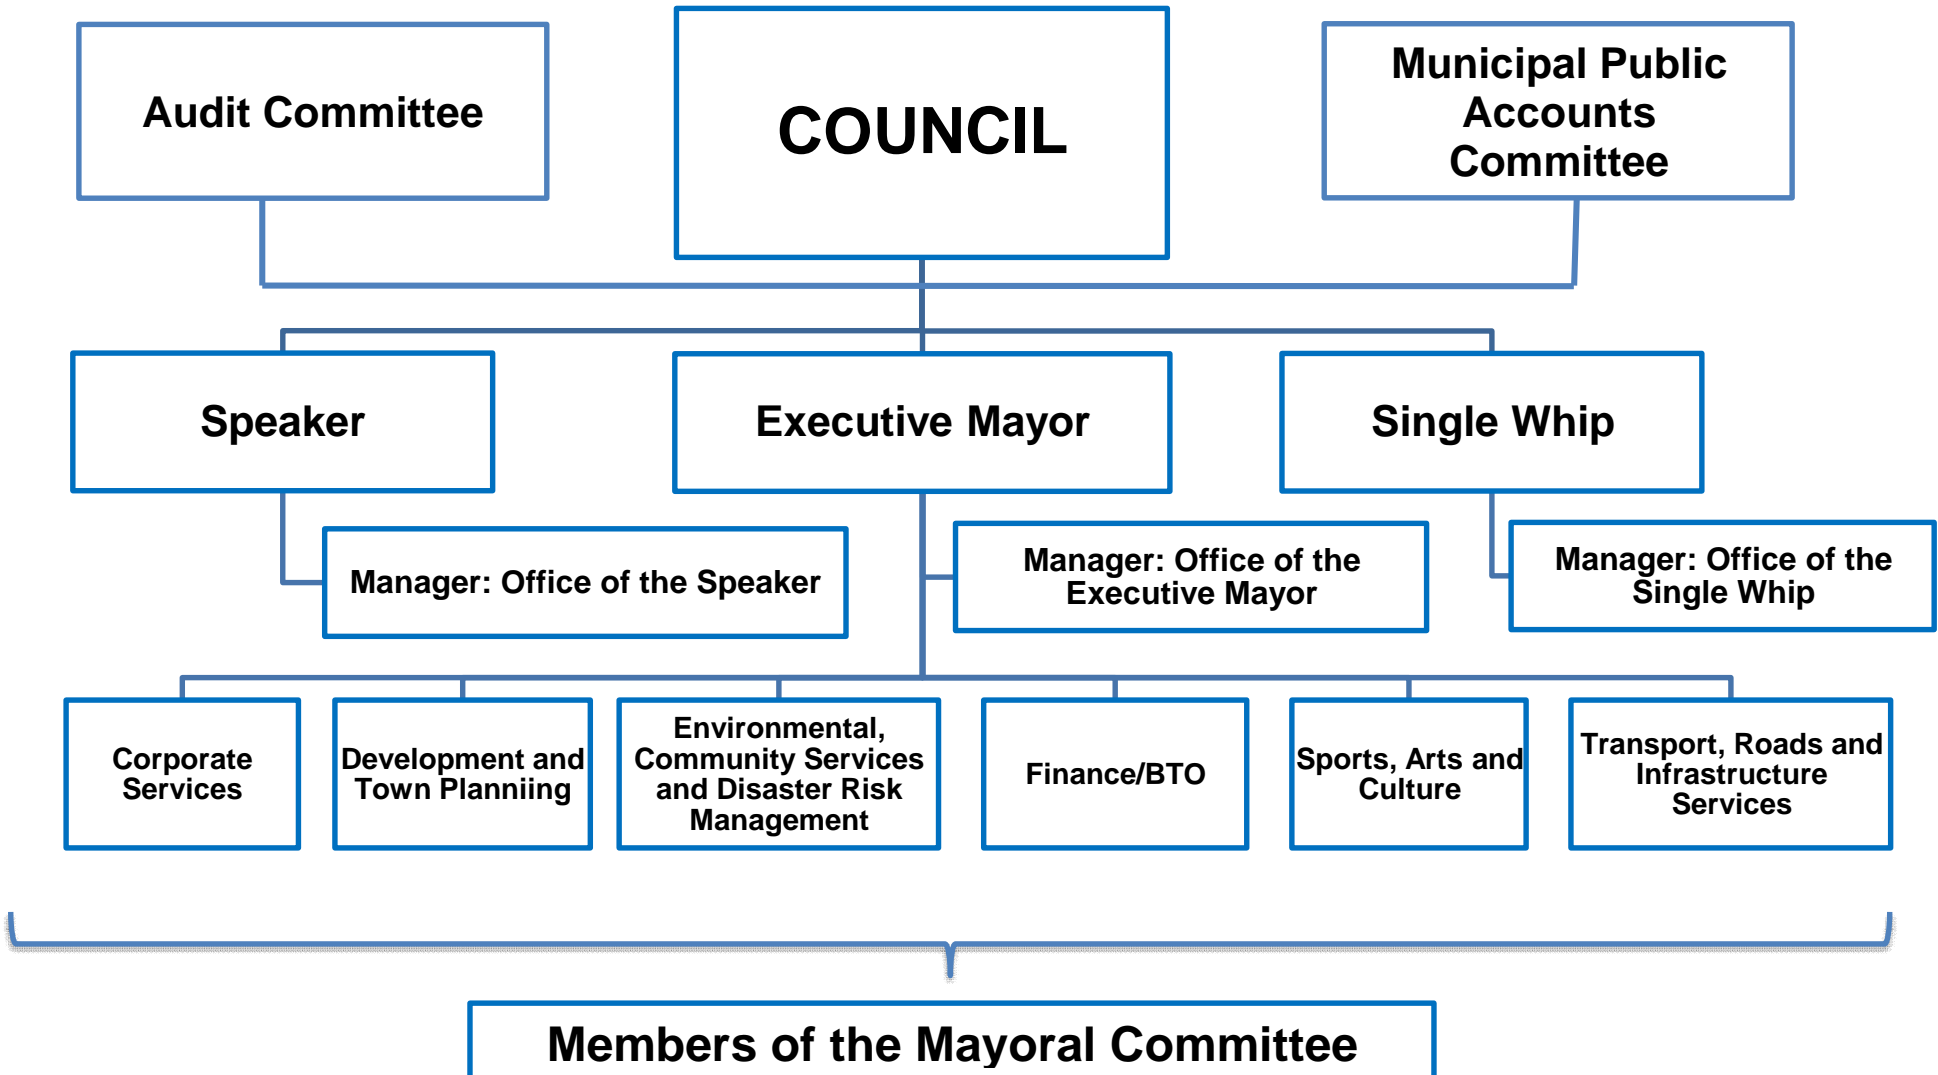 Audit Committee
COUNCIL
Municipal Public
Accounts
Committee
Speaker
Executive Mayor
Single Whip
Manager: Office of the Speaker
Manager: Office of the
Executive Mayor
Manager: Office of the
Single Whip
Corporate
Services
Development and
Town Planniing
Environmental,
Community Services
and Disaster Risk
Management
Finance/BTO
Sports, Arts and
Culture
Transport, Roads and
Infrastructure
Services
Members of the Mayoral Committee